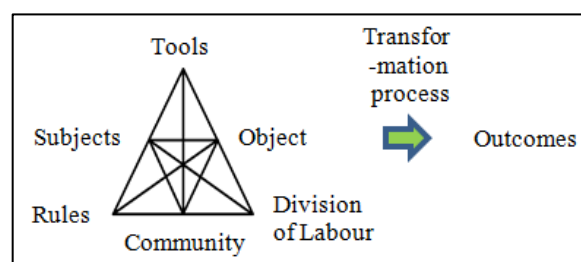 Tools
Transfor
-mation
process
Subjects
Object
Outcomes
Rules
Community
Division
of Labour